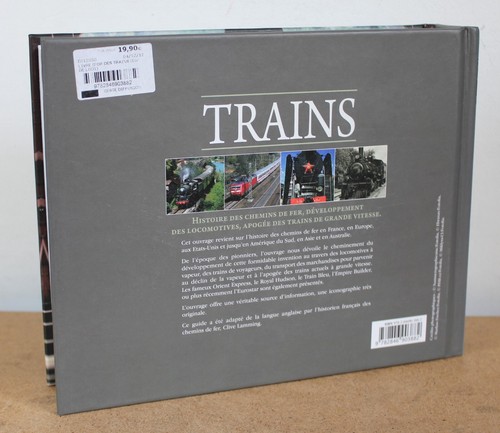 19,90€
9782840803662
TRAINS
HISTOIRE DES CHEMINS DE FER, DÉVELOPPEMENT
DES LOCOMOTIVES, APOGÉE DES TRAINS DE GRANDE VITESSE.
Cet ouvrage revient sur l'histoire des chemins de fer en France, en Europe,
aux États-Unis et jusqu'en Amérique du Sud, en Asie et en Australie.
De l'époque des pionniers, l'ouvrage nous dévoile le cheminement du
développement de cette formidable invention au travers des locomotives à
vapeur, des trains de voyageurs, du transport des marchandises pour parvenir
au déclin de la vapeur et à l'apogée des trains actuels à grande vitesse.
Les fameux Orient Express, le Royal Hudson, le Train Bleu, l'Empire Builder,
ou plus récemment l'Eurostar sont également présentés.
L'ouvrage offre une véritable source d'information, une iconographie très
originale.
Ce guide a été adapté de la langue anglaise par l'historien français des
chemins de fer, Clive Lamming.